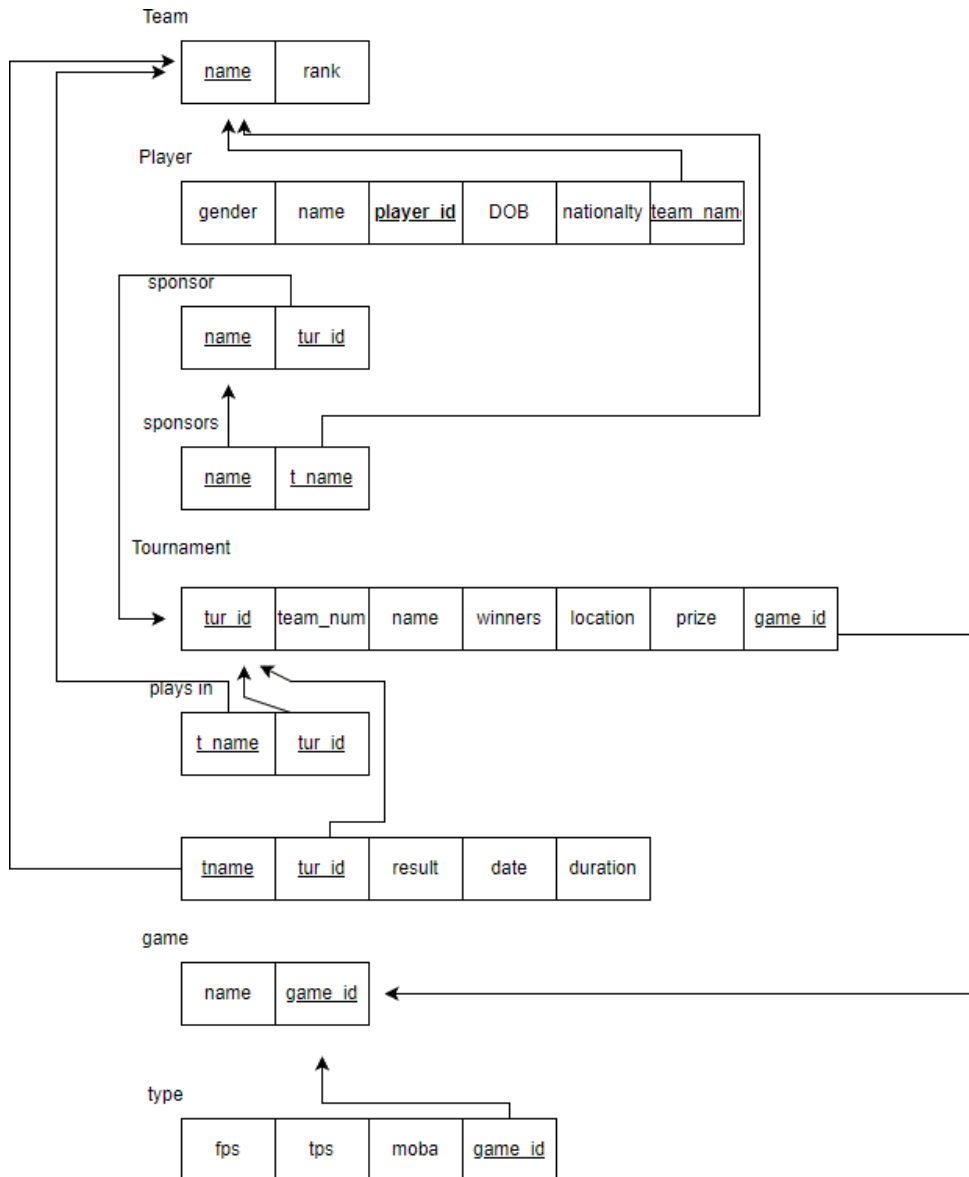 Team
name rank
Player
gender name player_id DOB nationalty team_name
sponsor
name tur_id
sponsors
name t_name
Tournament
tur_id team_num name winners location prize game_id
plays in
t_name tur_id
tname tur_id result date duration
game
name game_id
type
fps tps moba game_id